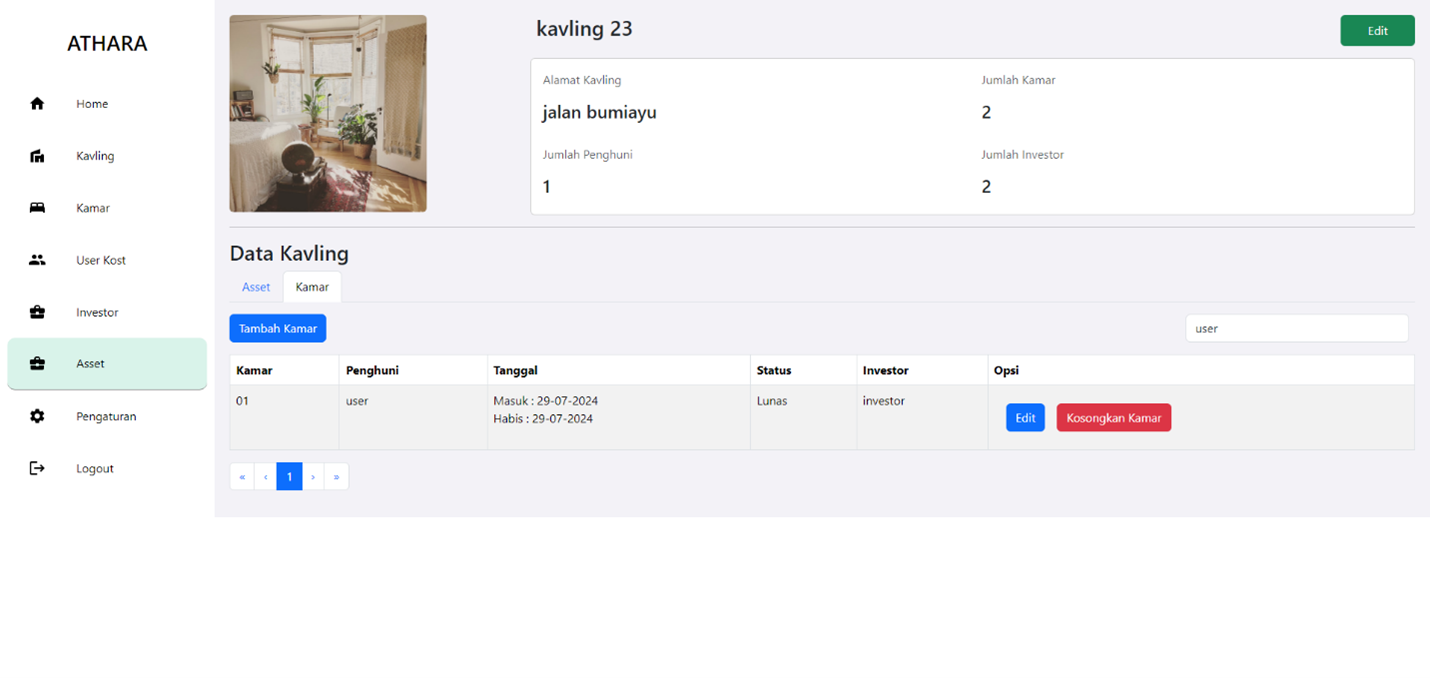 ATHARA
Home
Kavling
Kamar
User Kost
Investor
Asset
Pengaturan
Logout
kavling 23
Edit
Alamat Kavling
jalan bumiayu
Jumlah Kamar
2
Jumlah Penghuni
1
Jumlah Investor
2
Data Kavling
Asset Kamar
Tambah Kamar
user
Kamar Penghuni Tanggal Status Investor Opsi
01 user Masuk : 29-07-2024 Lunas investor
Habis : 29-07-2024
Edit Kosongkan Kamar
« ‹ 1 › »